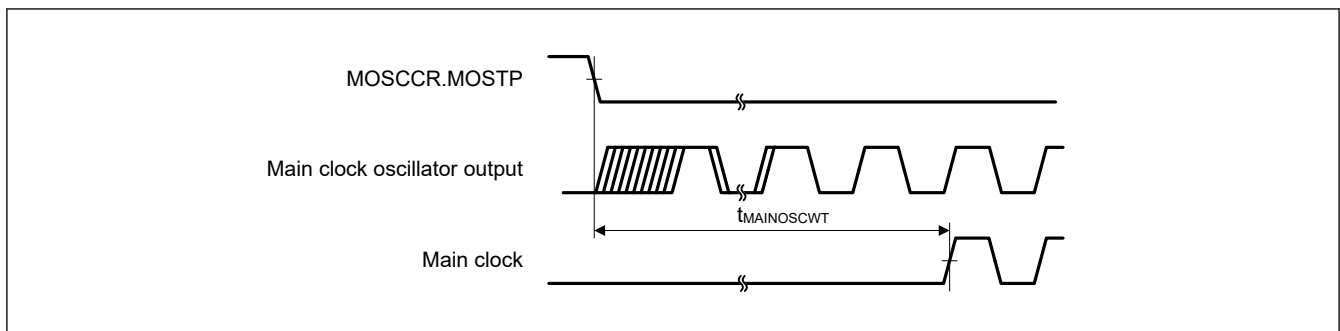 MOSCCR.MOSTP
Main clock oscillator output
tMAINOSCWT
Main clock